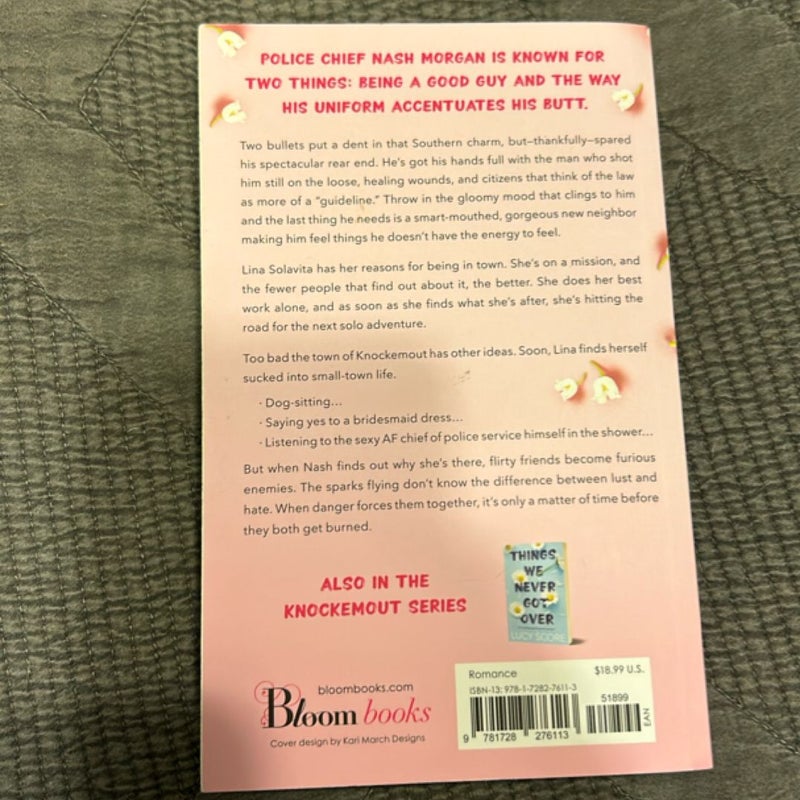 POLICE CHIEF NASH MORGAN IS KNOWN FOR
TWO THINGS: BEING A GOOD GUY AND THE WAY
HIS UNIFORM ACCENTUATES HIS BUTT.
Two bullets put a dent in that Southern charm, but–thankfully–spared
his spectacular rear end. He's got his hands full with the man who shot
him still on the loose, healing wounds, and citizens that think of the law
as more of a "guideline." Throw in the gloomy mood that clings to him
and the last thing he needs is a smart-mouthed, gorgeous new neighbor
making him feel things he doesn't have the energy to feel.
Lina Solavita has her reasons for being in town. She's on a mission, and
the fewer people that find out about it, the better. She does her best
work alone, and as soon as she finds what she's after, she's hitting the
road for the next solo adventure.
Too bad the town of Knockemout has other ideas. Soon, Lina finds herself
sucked into small-town life.
· Dog-sitting...
· Saying yes to a bridesmaid dress...
· Listening to the sexy AF chief of police service himself in the shower...
But when Nash finds out why she's there, flirty friends become furious
enemies. The sparks flying don't know the difference between lust and
hate. When danger forces them together, it's only a matter of time before
they both get burned.
ALSO IN THE
KNOCKEMOUT SERIES
THINGS
WE
NEVER
GOT
OVER
LUCY SCORE
bloombooks.com
Bloom books
Cover design by Kari March Designs
Romance $18.99 U.S.
ISBN-13: 978-1-7282-7611-3
51899
EAN
9 781728 276113